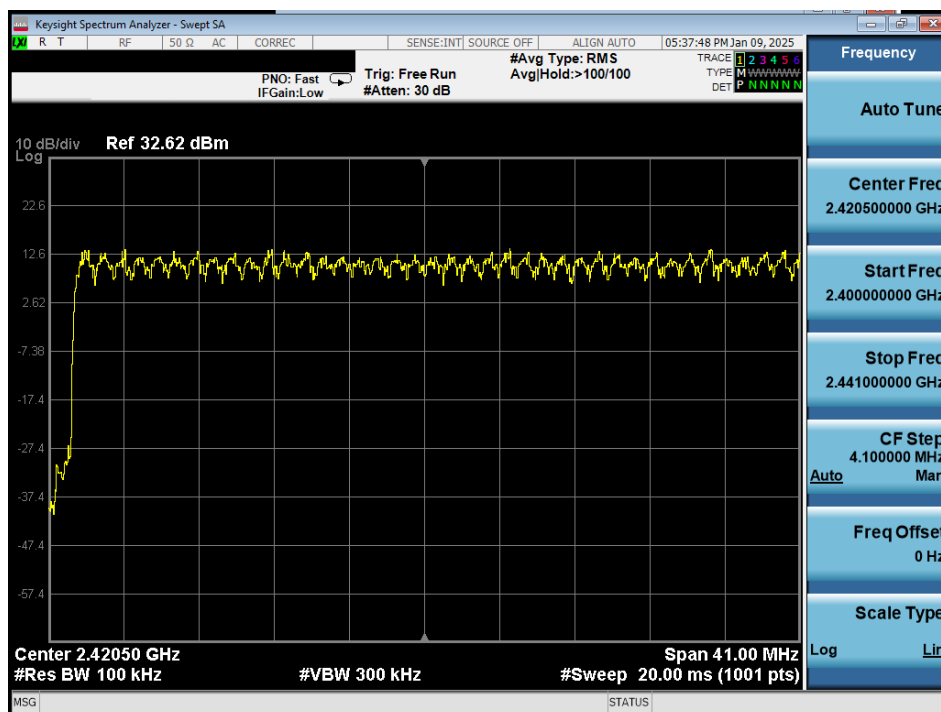 Keysight Spectrum Analyzer - Swept SA
LXI R T RF 50 Ω AC CORREC SENSE:INT SOURCE OFF ALIGN AUTO 05:37:48 PM Jan 09, 2025
PNO: Fast
IFGain:Low
Trig: Free Run
#Atten: 30 dB
#Avg Type: RMS
Avg|Hold:>100/100
TRACE 1 2 3 4 5 6
TYPE M WWWWW
DET P N N N N N
10 dB/div
Log
Ref 32.62 dBm
22.6
12.6
2.62
-7.38
-17.4
-27.4
-37.4
-47.4
-57.4
Center 2.42050 GHz
Span 41.00 MHz
#Res BW 100 kHz
#VBW 300 kHz
#Sweep 20.00 ms (1001 pts)
MSG
STATUS
Frequency
Auto Tune
Center Freq
2.420500000 GHz
Start Freq
2.400000000 GHz
Stop Freq
2.441000000 GHz
CF Step
4.100000 MHz
Auto Man
Freq Offset
0 Hz
Scale Type
Log Lin